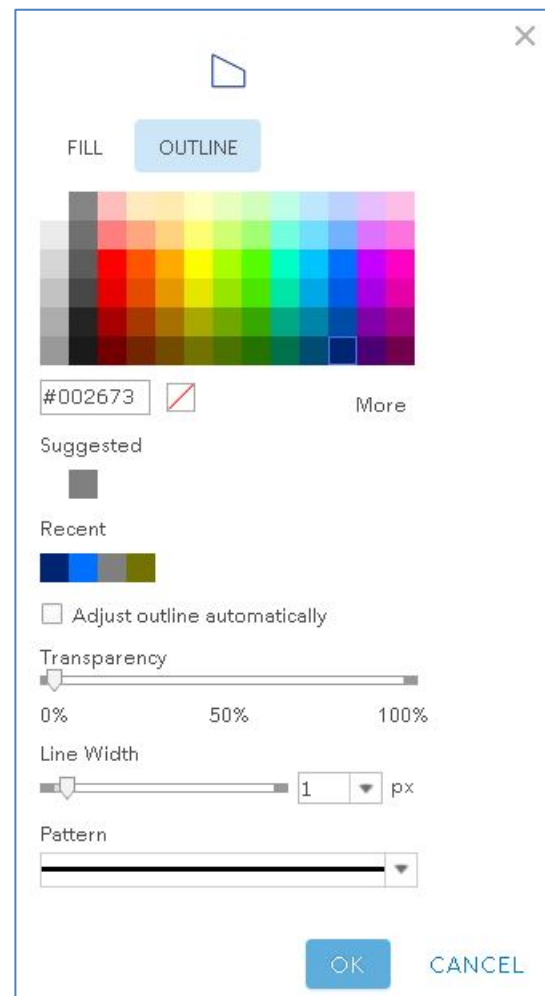 FILL OUTLINE
#002673 More
Suggested
Recent
Adjust outline automatically
Transparency
0% 50% 100%
Line Width
1 px
Pattern
OK CANCEL